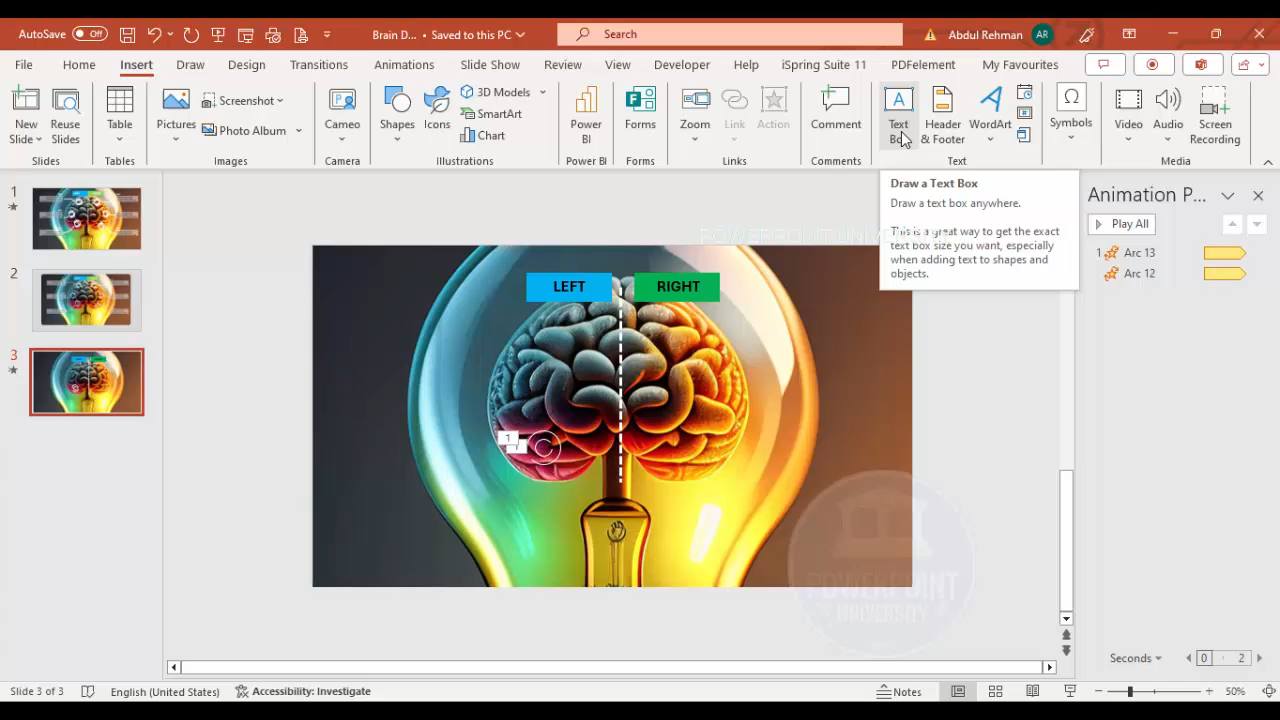 AutoSave Off Brain D... - Saved to this PC Search Abdul Rehman AR
File Home Insert Draw Design Transitions Animations Slide Show Review View Developer Help iSpring Suite 11 PDFelement My Favourites
New Slide
Reuse Slides
Table
Pictures
Screenshot
Photo Album
Cameo
Shapes
Icons
3D Models
SmartArt
Chart
Power BI
Forms
Zoom
Link
Action
Comment
Text Box
Header & Footer
WordArt
Symbols
Video
Audio
Screen Recording
Slides Tables Images Camera Illustrations Power BI Forms Links Comments Text Media
Draw a Text Box
Draw a text box anywhere.
This is a great way to get the exact
text box size you want, especially
when adding text to shapes and
objects.
Animation P...
Play All
1 Arc 13
Arc 12
1
2
3
LEFT RIGHT
1
POWERPOINT
UNIVERSITY
Seconds 0 2
Slide 3 of 3 English (United States) Accessibility: Investigate Notes 50%